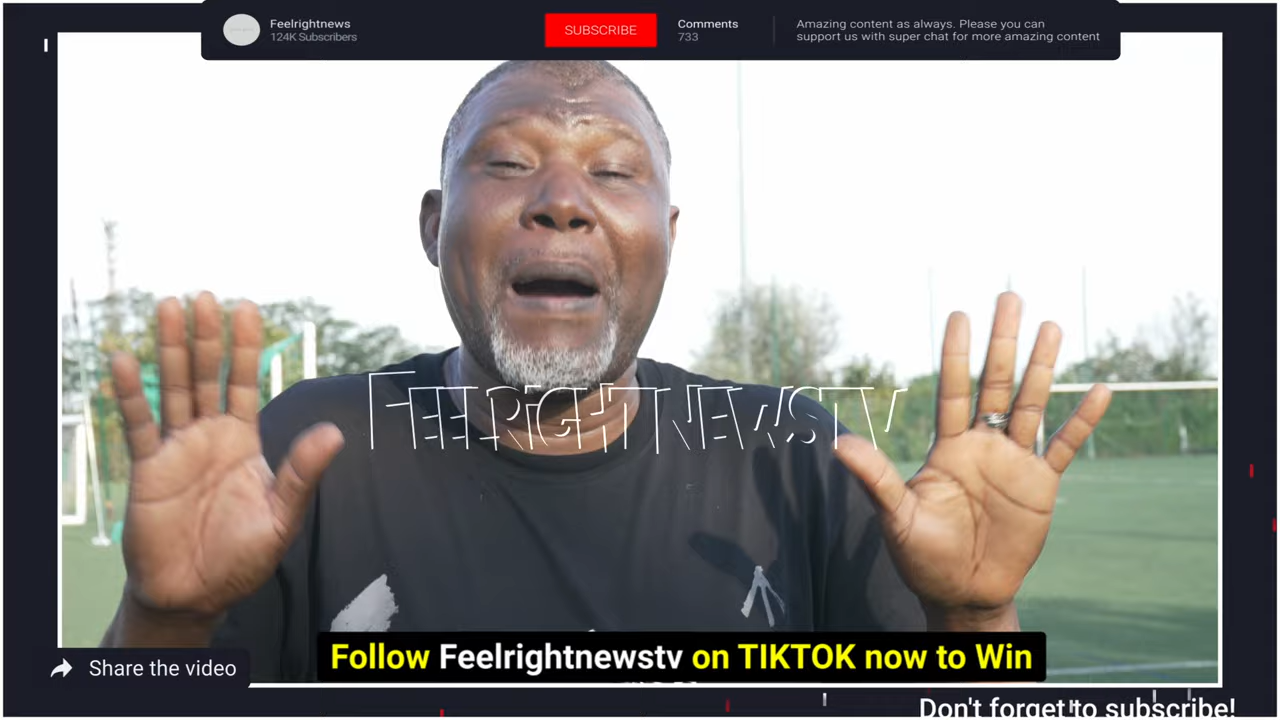 Feelrightnews
124K Subscribers
SUBSCRIBE
Comments
733
Amazing content as always. Please you can
support us with super chat for more amazing content
FEELRIGHTNEWSTV
Share the video
Follow Feelrightnewstv on TIKTOK now to Win
Don't forget to subscribe!